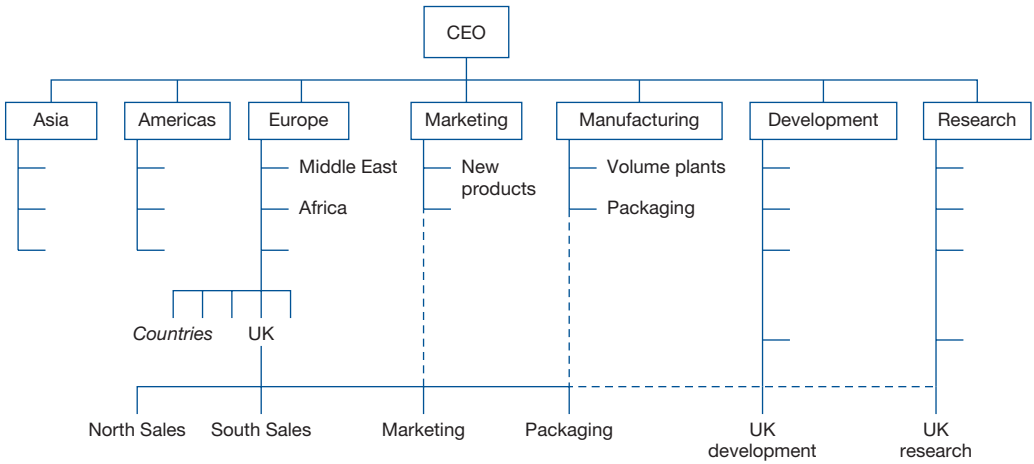 CEO
Asia
Americas
Europe
Marketing
Manufacturing
Development
Research
Middle East
New
products
Volume plants
Africa
Packaging
Countries
UK
North Sales
South Sales
Marketing
Packaging
UK
development
UK
research